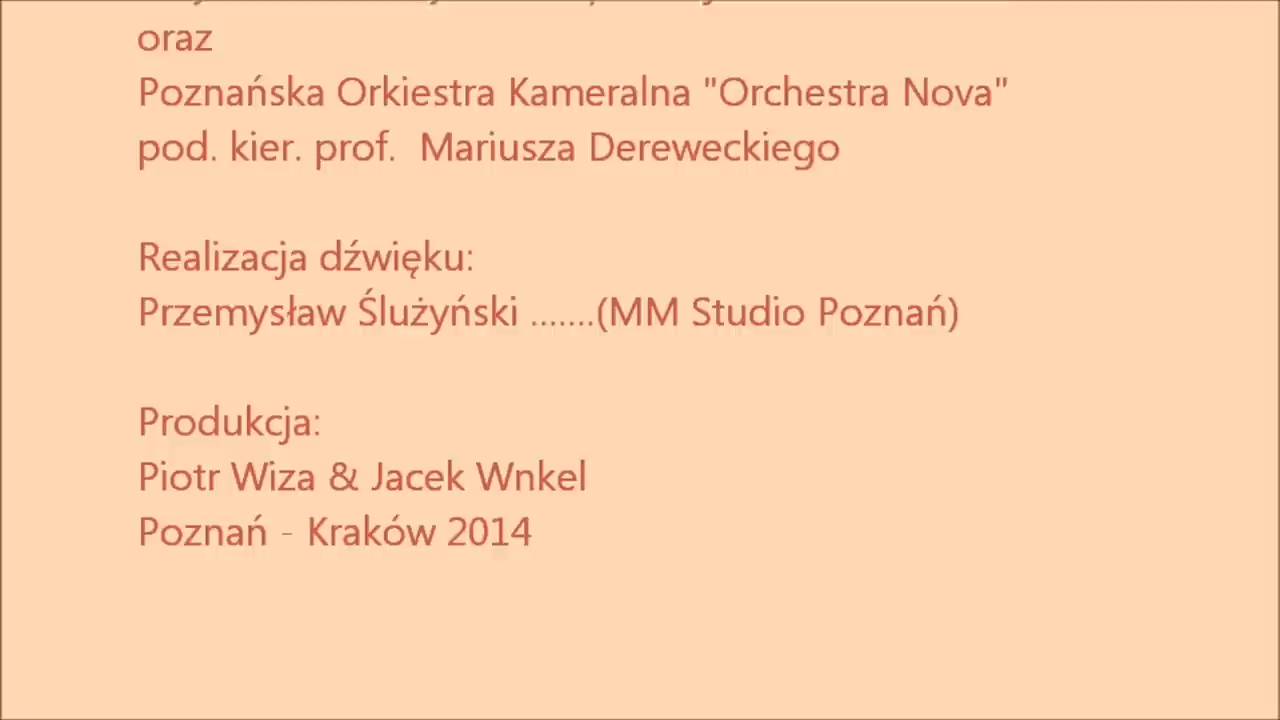 oraz
Poznańska Orkiestra Kameralna "Orchestra Nova"
pod. kier. prof.  Mariusza Dereweckiego
Realizacja dźwięku:
Przemysław Ślużyński .......(MM Studio Poznań)
Produkcja:
Piotr Wiza & Jacek Wnkel
Poznań - Kraków 2014